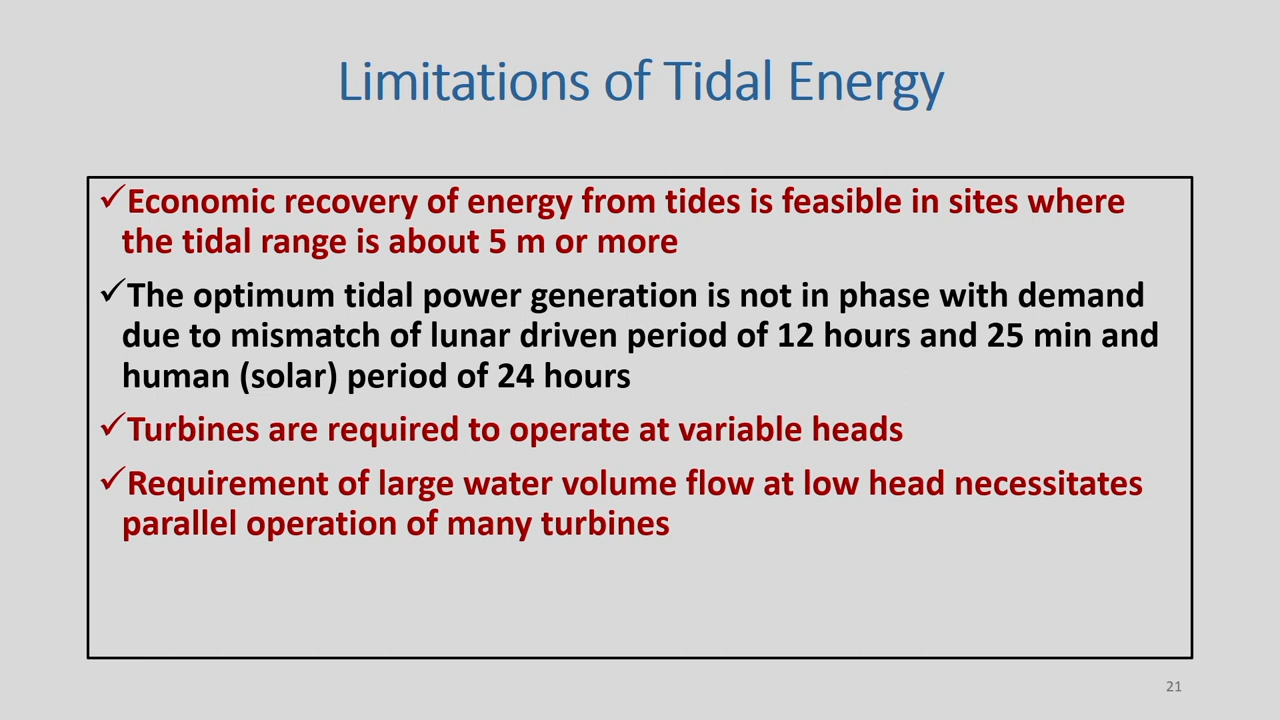 Limitations of Tidal Energy
✓Economic recovery of energy from tides is feasible in sites where
the tidal range is about 5 m or more
✓The optimum tidal power generation is not in phase with demand
due to mismatch of lunar driven period of 12 hours and 25 min and
human (solar) period of 24 hours
✓Turbines are required to operate at variable heads
✓Requirement of large water volume flow at low head necessitates
parallel operation of many turbines
21